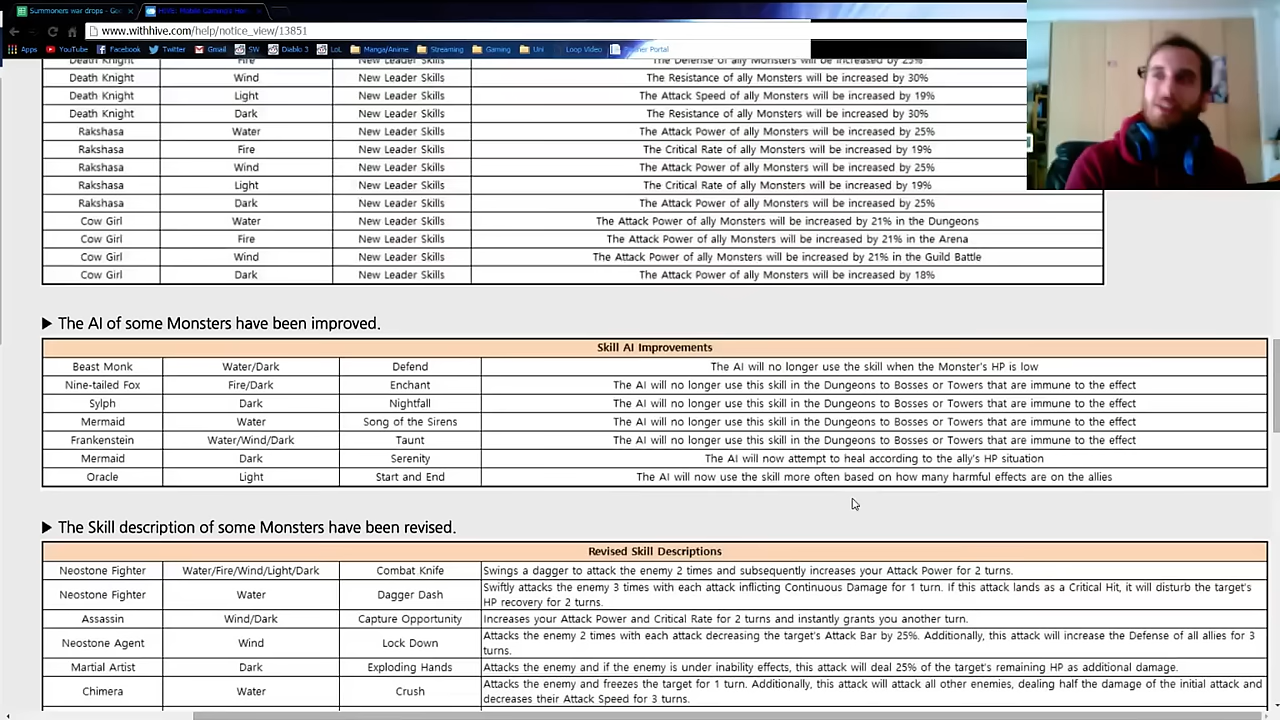 Summoners war drops - Goo
www.withhive.com/help/notice_view/13851
Apps YouTube Facebook Twitter Gmail SW Diablo 3 LoL Manga/Anime Streaming Gaming Uni Loop Video Partner Portal
Death Knight Fire New Leader Skills The Defense of ally Monsters will be increased by 25%
Death Knight Wind New Leader Skills The Resistance of ally Monsters will be increased by 30%
Death Knight Light New Leader Skills The Attack Speed of ally Monsters will be increased by 19%
Death Knight Dark New Leader Skills The Resistance of ally Monsters will be increased by 30%
Rakshasa Water New Leader Skills The Attack Power of ally Monsters will be increased by 25%
Rakshasa Fire New Leader Skills The Critical Rate of ally Monsters will be increased by 19%
Rakshasa Wind New Leader Skills The Attack Power of ally Monsters will be increased by 25%
Rakshasa Light New Leader Skills The Critical Rate of ally Monsters will be increased by 19%
Rakshasa Dark New Leader Skills The Attack Power of ally Monsters will be increased by 25%
Cow Girl Water New Leader Skills The Attack Power of ally Monsters will be increased by 21% in the Dungeons
Cow Girl Fire New Leader Skills The Attack Power of ally Monsters will be increased by 21% in the Arena
Cow Girl Wind New Leader Skills The Attack Power of ally Monsters will be increased by 21% in the Guild Battle
Cow Girl Dark New Leader Skills The Attack Power of ally Monsters will be increased by 18%
▶ The AI of some Monsters have been improved.
Skill AI Improvements
Beast Monk Water/Dark Defend The AI will no longer use the skill when the Monster's HP is low
Nine-tailed Fox Fire/Dark Enchant The AI will no longer use this skill in the Dungeons to Bosses or Towers that are immune to the effect
Sylph Dark Nightfall The AI will no longer use this skill in the Dungeons to Bosses or Towers that are immune to the effect
Mermaid Water Song of the Sirens The AI will no longer use this skill in the Dungeons to Bosses or Towers that are immune to the effect
Frankenstein Water/Wind/Dark Taunt The AI will no longer use this skill in the Dungeons to Bosses or Towers that are immune to the effect
Mermaid Dark Serenity The AI will now attempt to heal according to the ally's HP situation
Oracle Light Start and End The AI will now use the skill more often based on how many harmful effects are on the allies
▶ The Skill description of some Monsters have been revised.
Revised Skill Descriptions
Neostone Fighter Water/Fire/Wind/Light/Dark Combat Knife Swings a dagger to attack the enemy 2 times and subsequently increases your Attack Power for 2 turns.
Neostone Fighter Water Dagger Dash Swiftly attacks the enemy 3 times with each attack inflicting Continuous Damage for 1 turn. If this attack lands as a Critical Hit, it will disturb the target's
HP recovery for 2 turns.
Assassin Wind/Dark Capture Opportunity Increases your Attack Power and Critical Rate for 2 turns and instantly grants you another turn.
Neostone Agent Wind Lock Down Attacks the enemy 2 times with each attack decreasing the target's Attack Bar by 25%. Additionally, this attack will increase the Defense of all allies for 3
turns.
Martial Artist Dark Exploding Hands Attacks the enemy and if the enemy is under inability effects, this attack will deal 25% of the target's remaining HP as additional damage.
Chimera Water Crush Attacks the enemy and freezes the target for 1 turn. Additionally, this attack will attack all other enemies, dealing half the damage of the initial attack and
decreases their Attack Speed for 3 turns.